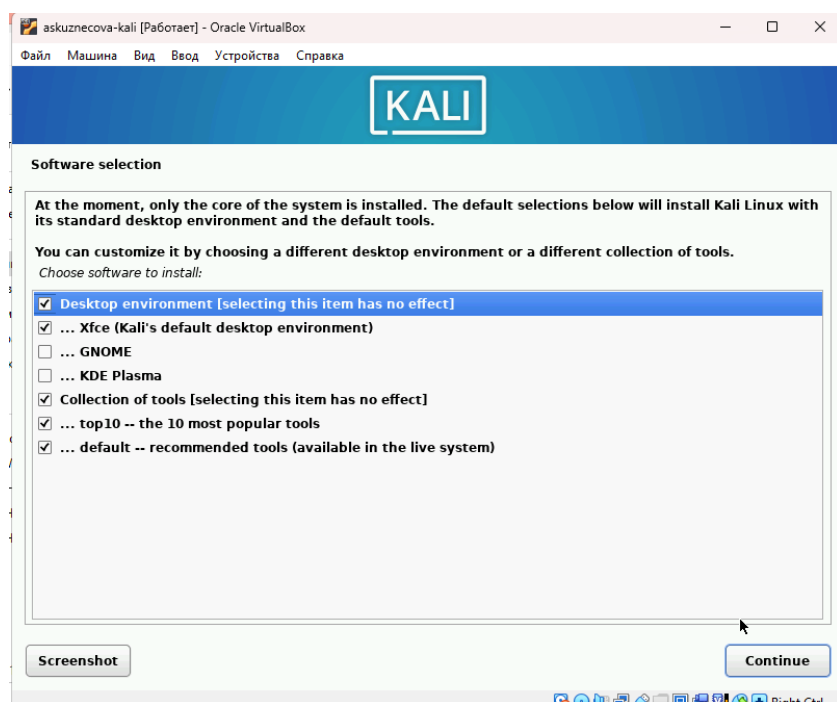 askuznecova-kali [Работает] - Oracle VirtualBox
Файл Машина Вид Ввод Устройства Справка
KALI
Software selection
At the moment, only the core of the system is installed. The default selections below will install Kali Linux with
its standard desktop environment and the default tools.
You can customize it by choosing a different desktop environment or a different collection of tools.
Choose software to install:
Desktop environment [selecting this item has no effect]
... Xfce (Kali's default desktop environment)
... GNOME
... KDE Plasma
Collection of tools [selecting this item has no effect]
... top10 -- the 10 most popular tools
... default -- recommended tools (available in the live system)
Screenshot
Continue
Right Ctrl